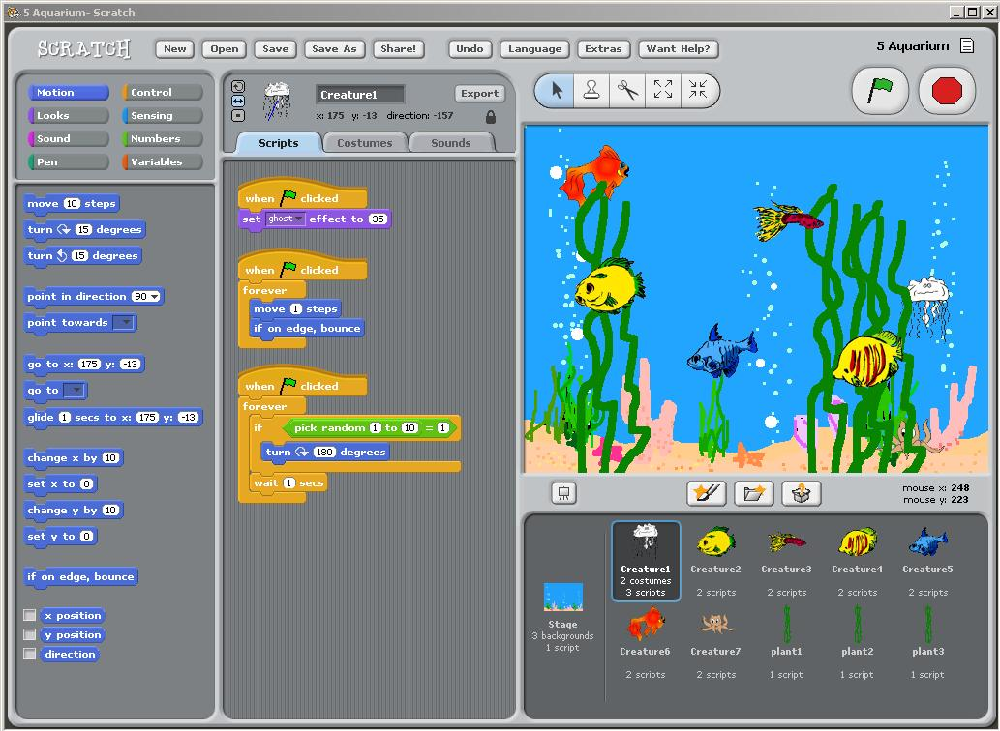 5 Aquarium- Scratch
SCRATCH
New Open Save Save As Share! Undo Language Extras Want Help?
5 Aquarium
Motion Control
Looks Sensing
Sound Numbers
Pen Variables
Creature1 Export
x: 175 y: -13 direction: -157
Scripts Costumes Sounds
move 10 steps
turn 15 degrees
turn 15 degrees
point in direction 90
point towards
go to x: 175 y: -13
go to
glide 1 secs to x: 175 y: -13
change x by 10
set x to 0
change y by 10
set y to 0
if on edge, bounce
x position
y position
direction
when clicked
set ghost effect to 35
when clicked
forever
move 1 steps
if on edge, bounce
when clicked
forever
if pick random 1 to 10 = 1
turn 180 degrees
wait 1 secs
mouse x: 248
mouse y: 223
Stage
3 backgrounds
1 script
Creature1 Creature2 Creature3 Creature4 Creature5
2 costumes
3 scripts 2 scripts 2 scripts 2 scripts 2 scripts
Creature6 Creature7 plant1 plant2 plant3
2 scripts 2 scripts 1 script 1 script 1 script